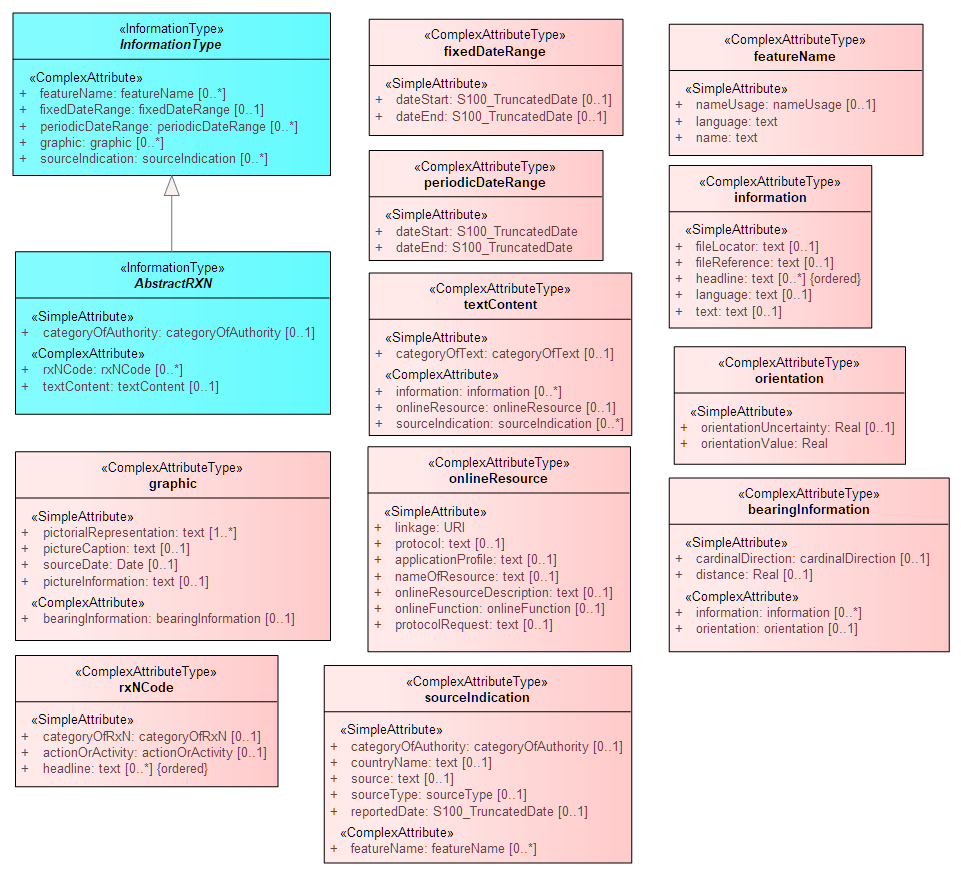 «InformationType»
InformationType
«ComplexAttribute»
+ featureName: featureName [0..*]
+ fixedDateRange: fixedDateRange [0..1]
+ periodicDateRange: periodicDateRange [0..*]
+ graphic: graphic [0..*]
+ sourceIndication: sourceIndication [0..*]
«InformationType»
AbstractRXN
«SimpleAttribute»
+ categoryOfAuthority: categoryOfAuthority [0..1]
«ComplexAttribute»
+ rxNCode: rxNCode [0..*]
+ textContent: textContent [0..1]
«ComplexAttributeType»
graphic
«SimpleAttribute»
+ pictorialRepresentation: text [1..*]
+ pictureCaption: text [0..1]
+ sourceDate: Date [0..1]
+ pictureInformation: text [0..1]
«ComplexAttribute»
+ bearingInformation: bearingInformation [0..1]
«ComplexAttributeType»
rxNCode
«SimpleAttribute»
+ categoryOfRxN: categoryOfRxN [0..1]
+ actionOrActivity: actionOrActivity [0..1]
+ headline: text [0..*] {ordered}
«ComplexAttributeType»
fixedDateRange
«SimpleAttribute»
+ dateStart: S100_TruncatedDate [0..1]
+ dateEnd: S100_TruncatedDate [0..1]
«ComplexAttributeType»
periodicDateRange
«SimpleAttribute»
+ dateStart: S100_TruncatedDate
+ dateEnd: S100_TruncatedDate
«ComplexAttributeType»
textContent
«SimpleAttribute»
+ categoryOfText: categoryOfText [0..1]
«ComplexAttribute»
+ information: information [0..*]
+ onlineResource: onlineResource [0..1]
+ sourceIndication: sourceIndication [0..*]
«ComplexAttributeType»
onlineResource
«SimpleAttribute»
+ linkage: URI
+ protocol: text [0..1]
+ applicationProfile: text [0..1]
+ nameOfResource: text [0..1]
+ onlineResourceDescription: text [0..1]
+ onlineFunction: onlineFunction [0..1]
+ protocolRequest: text [0..1]
«ComplexAttributeType»
sourceIndication
«SimpleAttribute»
+ categoryOfAuthority: categoryOfAuthority [0..1]
+ countryName: text [0..1]
+ source: text [0..1]
+ sourceType: sourceType [0..1]
+ reportedDate: S100_TruncatedDate [0..1]
«ComplexAttribute»
+ featureName: featureName [0..*]
«ComplexAttributeType»
featureName
«SimpleAttribute»
+ nameUsage: nameUsage [0..1]
+ language: text
+ name: text
«ComplexAttributeType»
information
«SimpleAttribute»
+ fileLocator: text [0..1]
+ fileReference: text [0..1]
+ headline: text [0..*] {ordered}
+ language: text [0..1]
+ text: text [0..1]
«ComplexAttributeType»
orientation
«SimpleAttribute»
+ orientationUncertainty: Real [0..1]
+ orientationValue: Real
«ComplexAttributeType»
bearingInformation
«SimpleAttribute»
+ cardinalDirection: cardinalDirection [0..1]
+ distance: Real [0..1]
«ComplexAttribute»
+ information: information [0..*]
+ orientation: orientation [0..1]